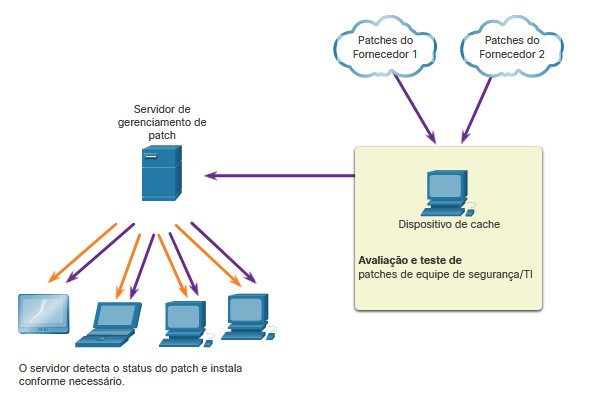 Patches do
Fornecedor 1
Patches do
Fornecedor 2
Servidor de
gerenciamento de
patch
Dispositivo de cache
Avaliação e teste de
patches de equipe de segurança/TI
O servidor detecta o status do patch e instala
conforme necessário.